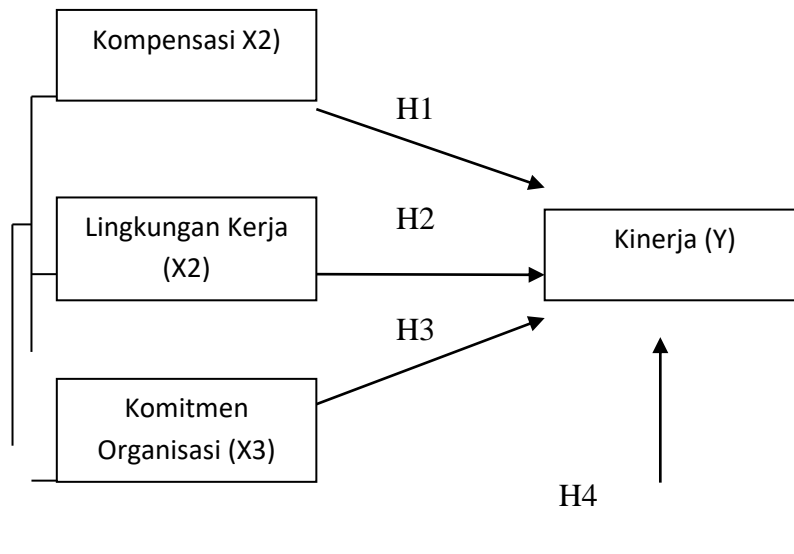 Kompensasi X2)
H1
Lingkungan Kerja
(X2)
H2
Kinerja (Y)
H3
Komitmen
Organisasi (X3)
H4